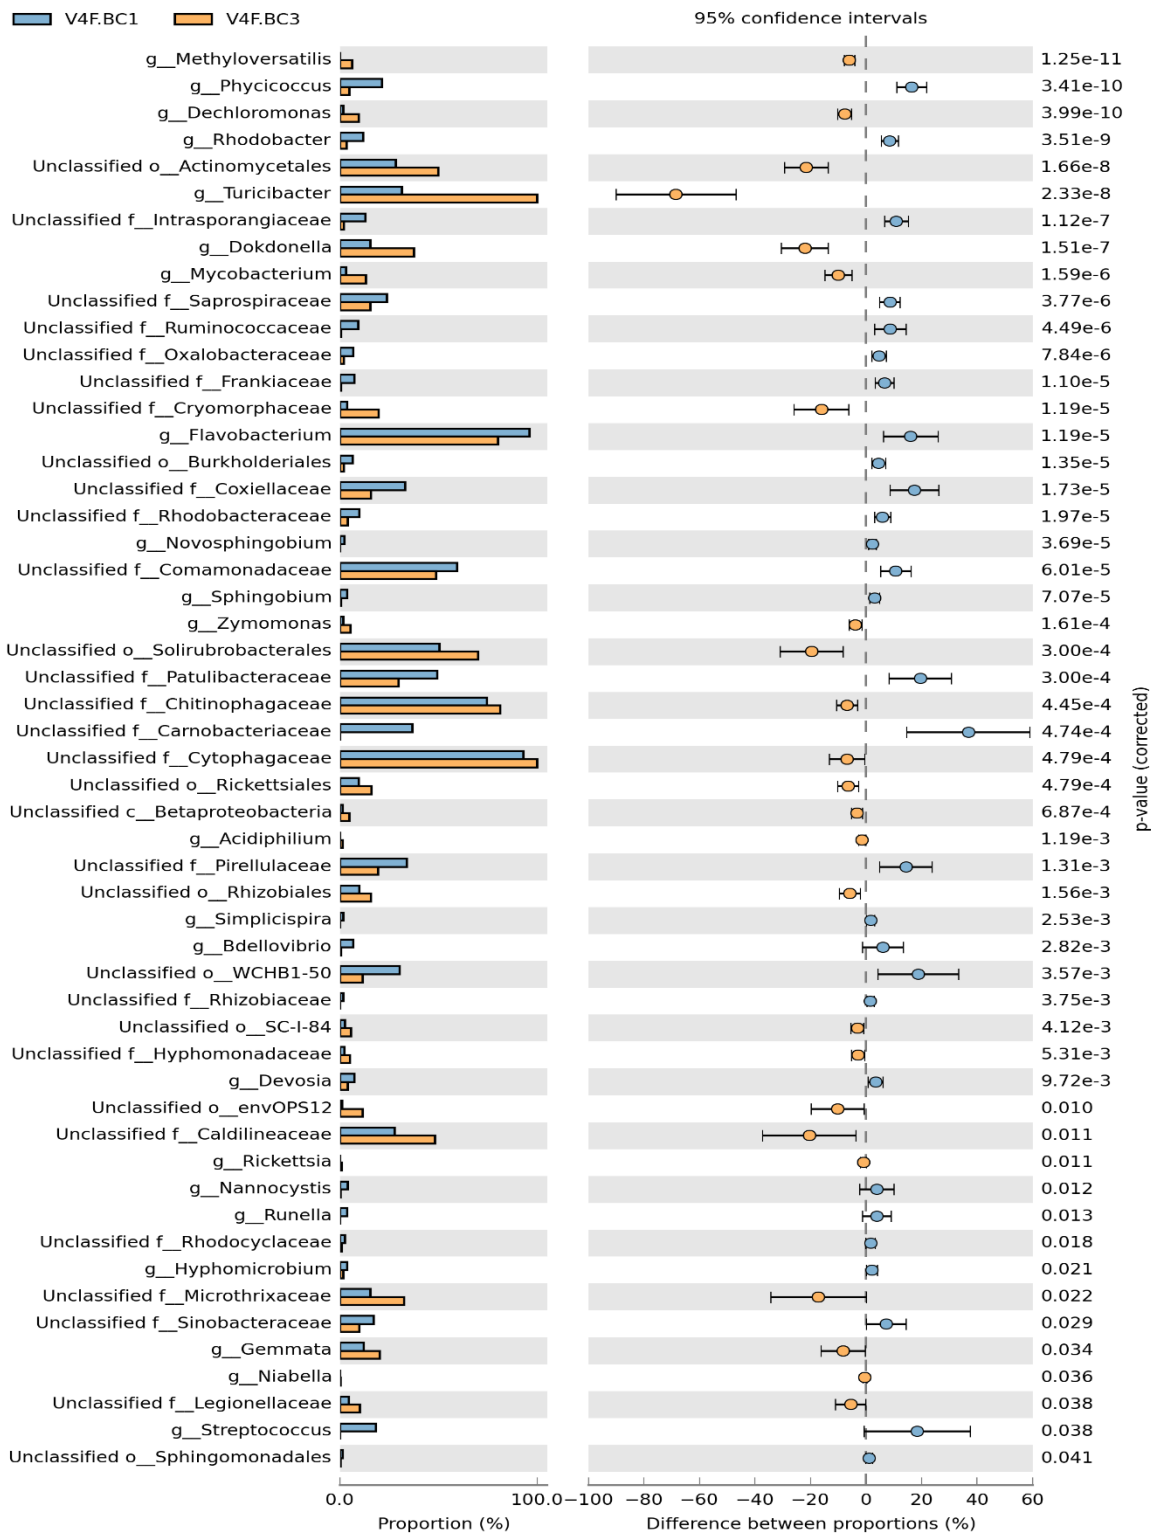 V4F.BC1 V4F.BC3 95% confidence intervals
g__Methyloversatilis 1.25e-11
g__Phycicoccus 3.41e-10
g__Dechloromonas 3.99e-10
g__Rhodobacter 3.51e-9
Unclassified o__Actinomycetales 1.66e-8
g__Turicibacter 2.33e-8
Unclassified f__Intrasporangiaceae 1.12e-7
g__Dokdonella 1.51e-7
g__Mycobacterium 1.59e-6
Unclassified f__Saprospiraceae 3.77e-6
Unclassified f__Ruminococcaceae 4.49e-6
Unclassified f__Oxalobacteraceae 7.84e-6
Unclassified f__Frankiaceae 1.10e-5
Unclassified f__Cryomorphaceae 1.19e-5
g__Flavobacterium 1.19e-5
Unclassified o__Burkholderiales 1.35e-5
Unclassified f__Coxiellaceae 1.73e-5
Unclassified f__Rhodobacteraceae 1.97e-5
g__Novosphingobium 3.69e-5
Unclassified f__Comamonadaceae 6.01e-5
g__Sphingobium 7.07e-5
g__Zymomonas 1.61e-4
Unclassified o__Solirubrobacterales 3.00e-4
Unclassified f__Patulibacteraceae 3.00e-4
Unclassified f__Chitinophagaceae 4.45e-4
Unclassified f__Carnobacteriaceae 4.74e-4
Unclassified f__Cytophagaceae 4.79e-4
Unclassified o__Rickettsiales 4.79e-4
Unclassified c__Betaproteobacteria 6.87e-4
g__Acidiphilium 1.19e-3
Unclassified f__Pirellulaceae 1.31e-3
Unclassified o__Rhizobiales 1.56e-3
g__Simplicispira 2.53e-3
g__Bdellovibrio 2.82e-3
Unclassified o__WCHB1-50 3.57e-3
Unclassified f__Rhizobiaceae 3.75e-3
Unclassified o__SC-I-84 4.12e-3
Unclassified f__Hyphomonadaceae 5.31e-3
g__Devosia 9.72e-3
Unclassified o__envOPS12 0.010
Unclassified f__Caldilineaceae 0.011
g__Rickettsia 0.011
g__Nannocystis 0.012
g__Runella 0.013
Unclassified f__Rhodocyclaceae 0.018
g__Hyphomicrobium 0.021
Unclassified f__Microthrixaceae 0.022
Unclassified f__Sinobacteraceae 0.029
g__Gemmata 0.034
g__Niabella 0.036
Unclassified f__Legionellaceae 0.038
g__Streptococcus 0.038
Unclassified o__Sphingomonadales 0.041
p-value (corrected)
0.0 100.0 −100 −80 −60 −40 −20 0 20 40 60
Proportion (%) Difference between proportions (%)